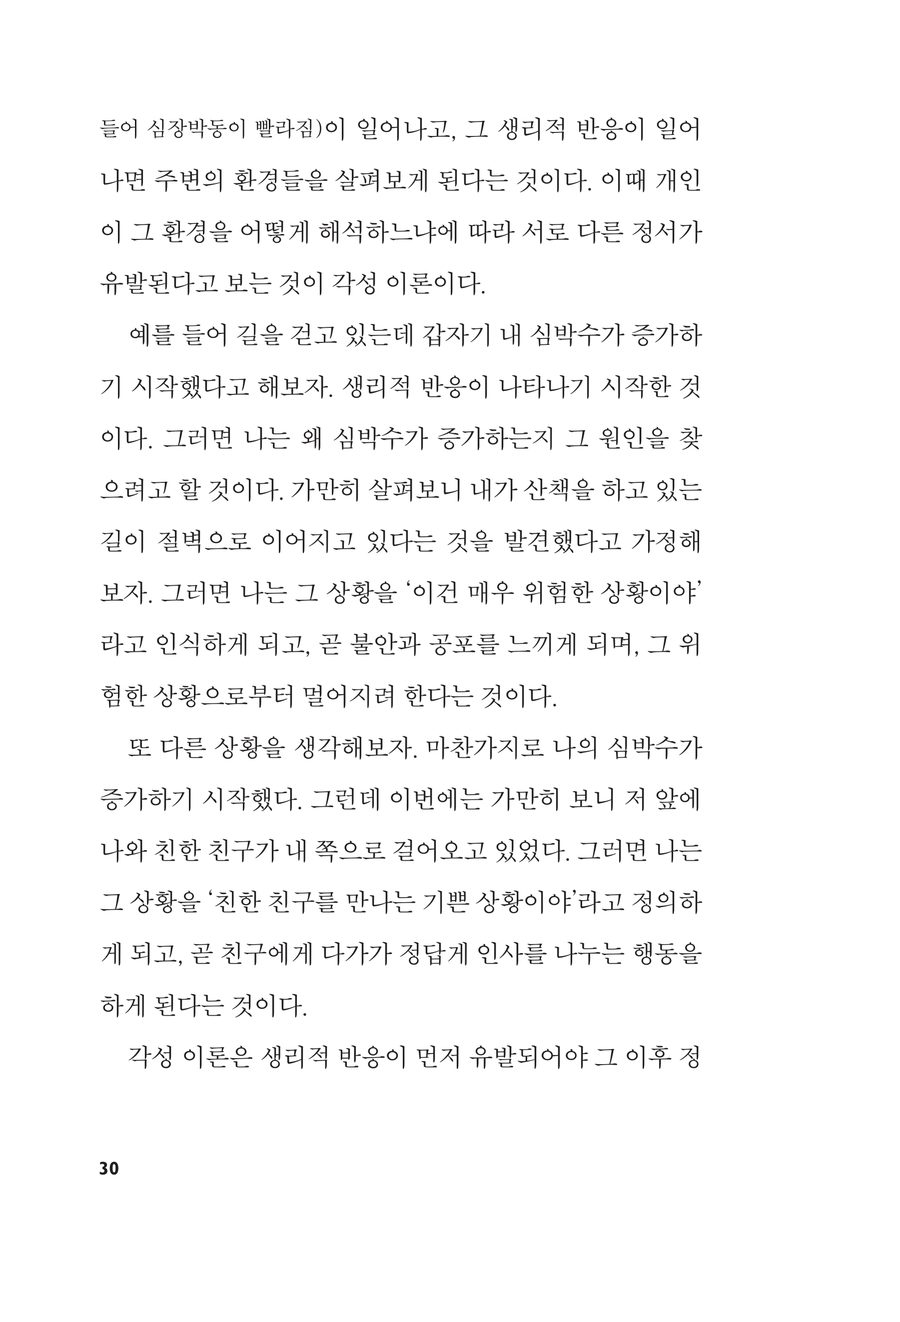 들어 심장박동이 빨라짐)이 일어나고, 그 생리적 반응이 일어
나면 주변의 환경들을 살펴보게 된다는 것이다. 이때 개인
이 그 환경을 어떻게 해석하느냐에 따라 서로 다른 정서가
유발된다고 보는 것이 각성 이론이다.
예를 들어 길을 걷고 있는데 갑자기 내 심박수가 증가하
기 시작했다고 해보자. 생리적 반응이 나타나기 시작한 것
이다. 그러면 나는 왜 심박수가 증가하는지 그 원인을 찾
으려고 할 것이다. 가만히 살펴보니 내가 산책을 하고 있는
길이 절벽으로 이어지고 있다는 것을 발견했다고 가정해
보자. 그러면 나는 그 상황을 ‘이건 매우 위험한 상황이야’
라고 인식하게 되고, 곧 불안과 공포를 느끼게 되며, 그 위
험한 상황으로부터 멀어지려 한다는 것이다.
또 다른 상황을 생각해보자. 마찬가지로 나의 심박수가
증가하기 시작했다. 그런데 이번에는 가만히 보니 저 앞에
나와 친한 친구가 내 쪽으로 걸어오고 있었다. 그러면 나는
그 상황을 ‘친한 친구를 만나는 기쁜 상황이야’라고 정의하
게 되고, 곧 친구에게 다가가 정답게 인사를 나누는 행동을
하게 된다는 것이다.
각성 이론은 생리적 반응이 먼저 유발되어야 그 이후 정
30